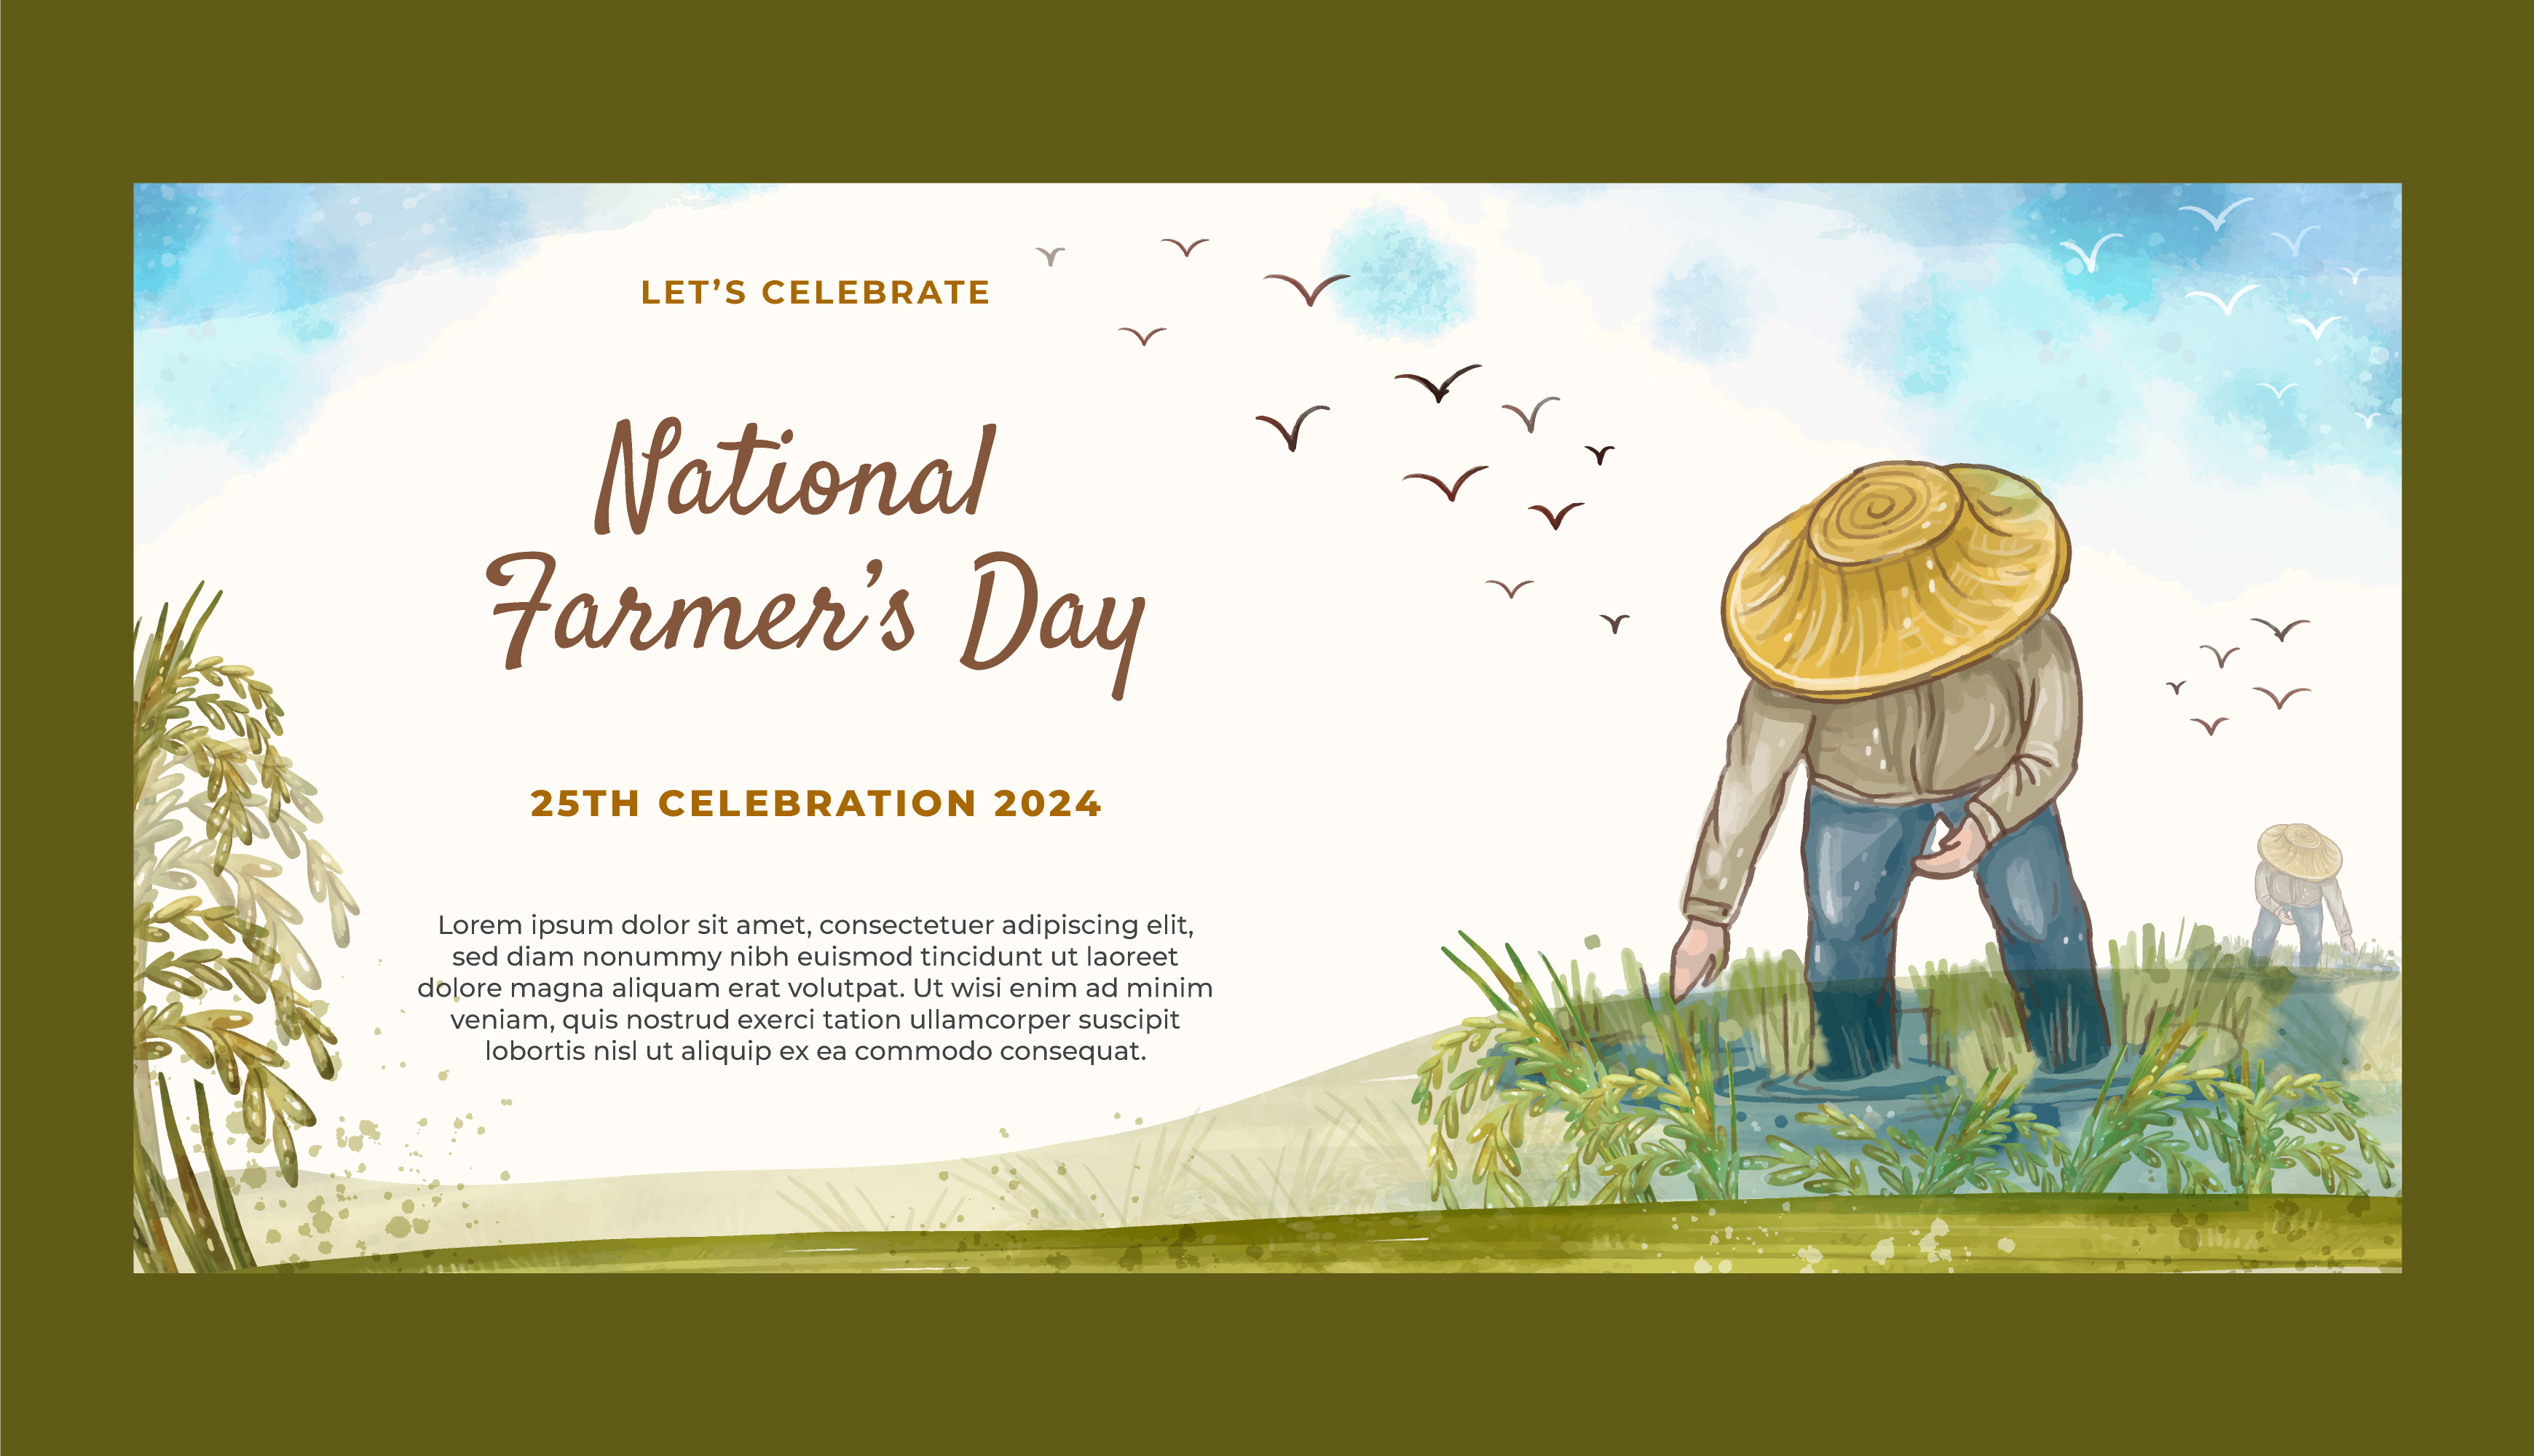 LET’S CELEBRATE
National
Farmer’s Day
25TH CELEBRATION 2024
Lorem ipsum dolor sit amet, consectetuer adipiscing elit,
sed diam nonummy nibh euismod tincidunt ut laoreet
dolore magna aliquam erat volutpat. Ut wisi enim ad minim
veniam, quis nostrud exerci tation ullamcorper suscipit
lobortis nisl ut aliquip ex ea commodo consequat.